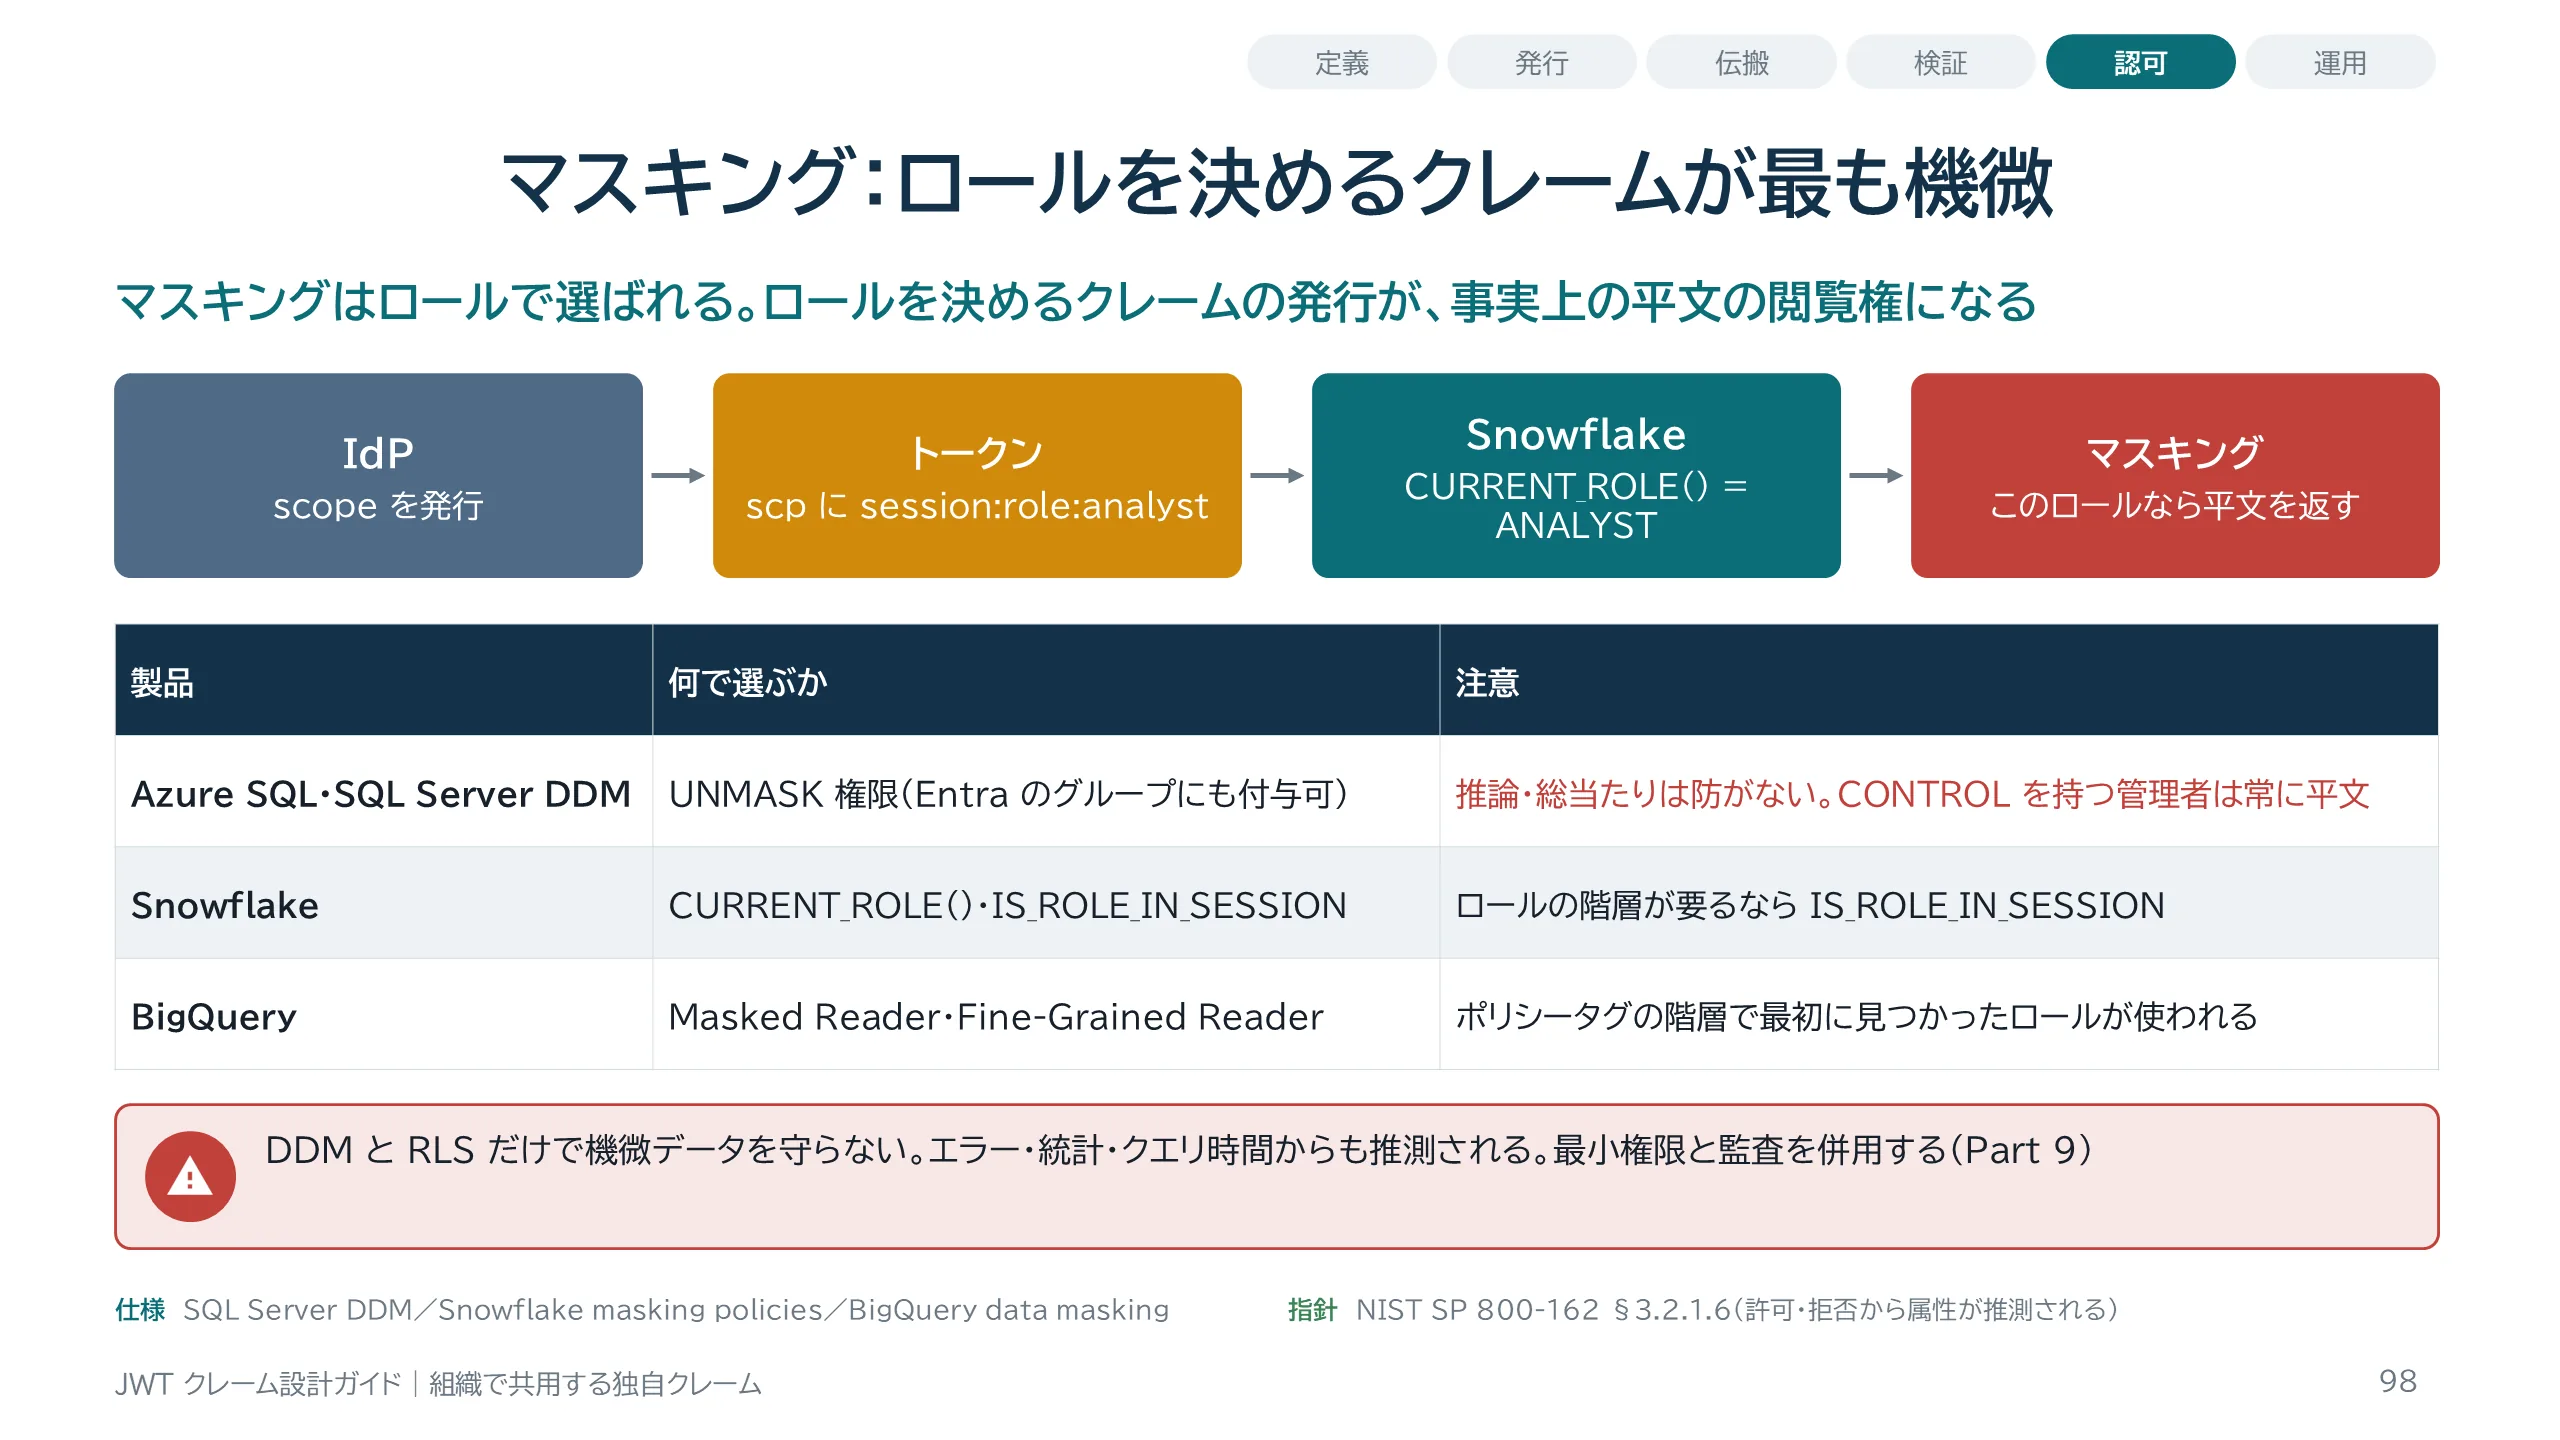 定義
発行
伝搬
検証
認可
運用
マスキング：ロールを決めるクレームが最も機微
マスキングはロールで選ばれる。ロールを決めるクレームの発行が、事実上の平文の閲覧権になる
IdP
scope を発行
トークン
scp に session:role:analyst
Snowflake
CURRENT_ROLE() =
ANALYST
マスキング
このロールなら平文を返す
製品
何で選ぶか
注意
Azure SQL・SQL Server DDM
UNMASK 権限（Entra のグループにも付与可）
推論・総当たりは防がない。CONTROL を持つ管理者は常に平文
Snowflake
CURRENT_ROLE()・IS_ROLE_IN_SESSION
ロールの階層が要るなら IS_ROLE_IN_SESSION
BigQuery
Masked Reader・Fine-Grained Reader
ポリシータグの階層で最初に見つかったロールが使われる
DDM と RLS だけで機微データを守らない。エラー・統計・クエリ時間からも推測される。最小権限と監査を併用する（Part 9）
仕様 SQL Server DDM／Snowflake masking policies／BigQuery data masking
指針 NIST SP 800-162 §3.2.1.6（許可・拒否から属性が推測される）
JWT クレーム設計ガイド｜組織で共用する独自クレーム
98